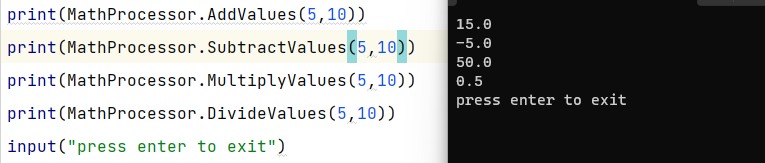 print(MathProcessor.AddValues(5,10))
print(MathProcessor.SubtractValues(5,10))
print(MathProcessor.MultiplyValues(5,10))
print(MathProcessor.DivideValues(5,10))
input("press enter to exit")
15.0
-5.0
50.0
0.5
press enter to exit